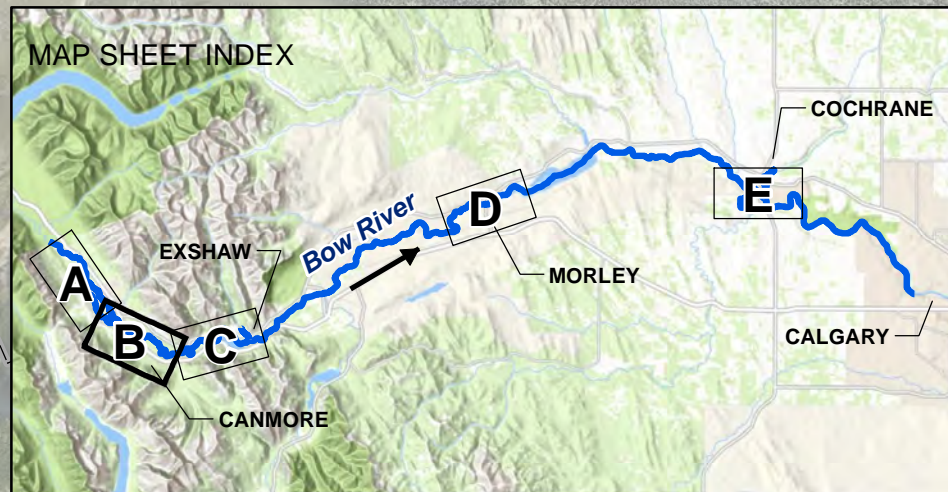 MAP SHEET INDEX
COCHRANE
E
Bow River
D
EXSHAW
MORLEY
A
B
C
CALGARY
CANMORE